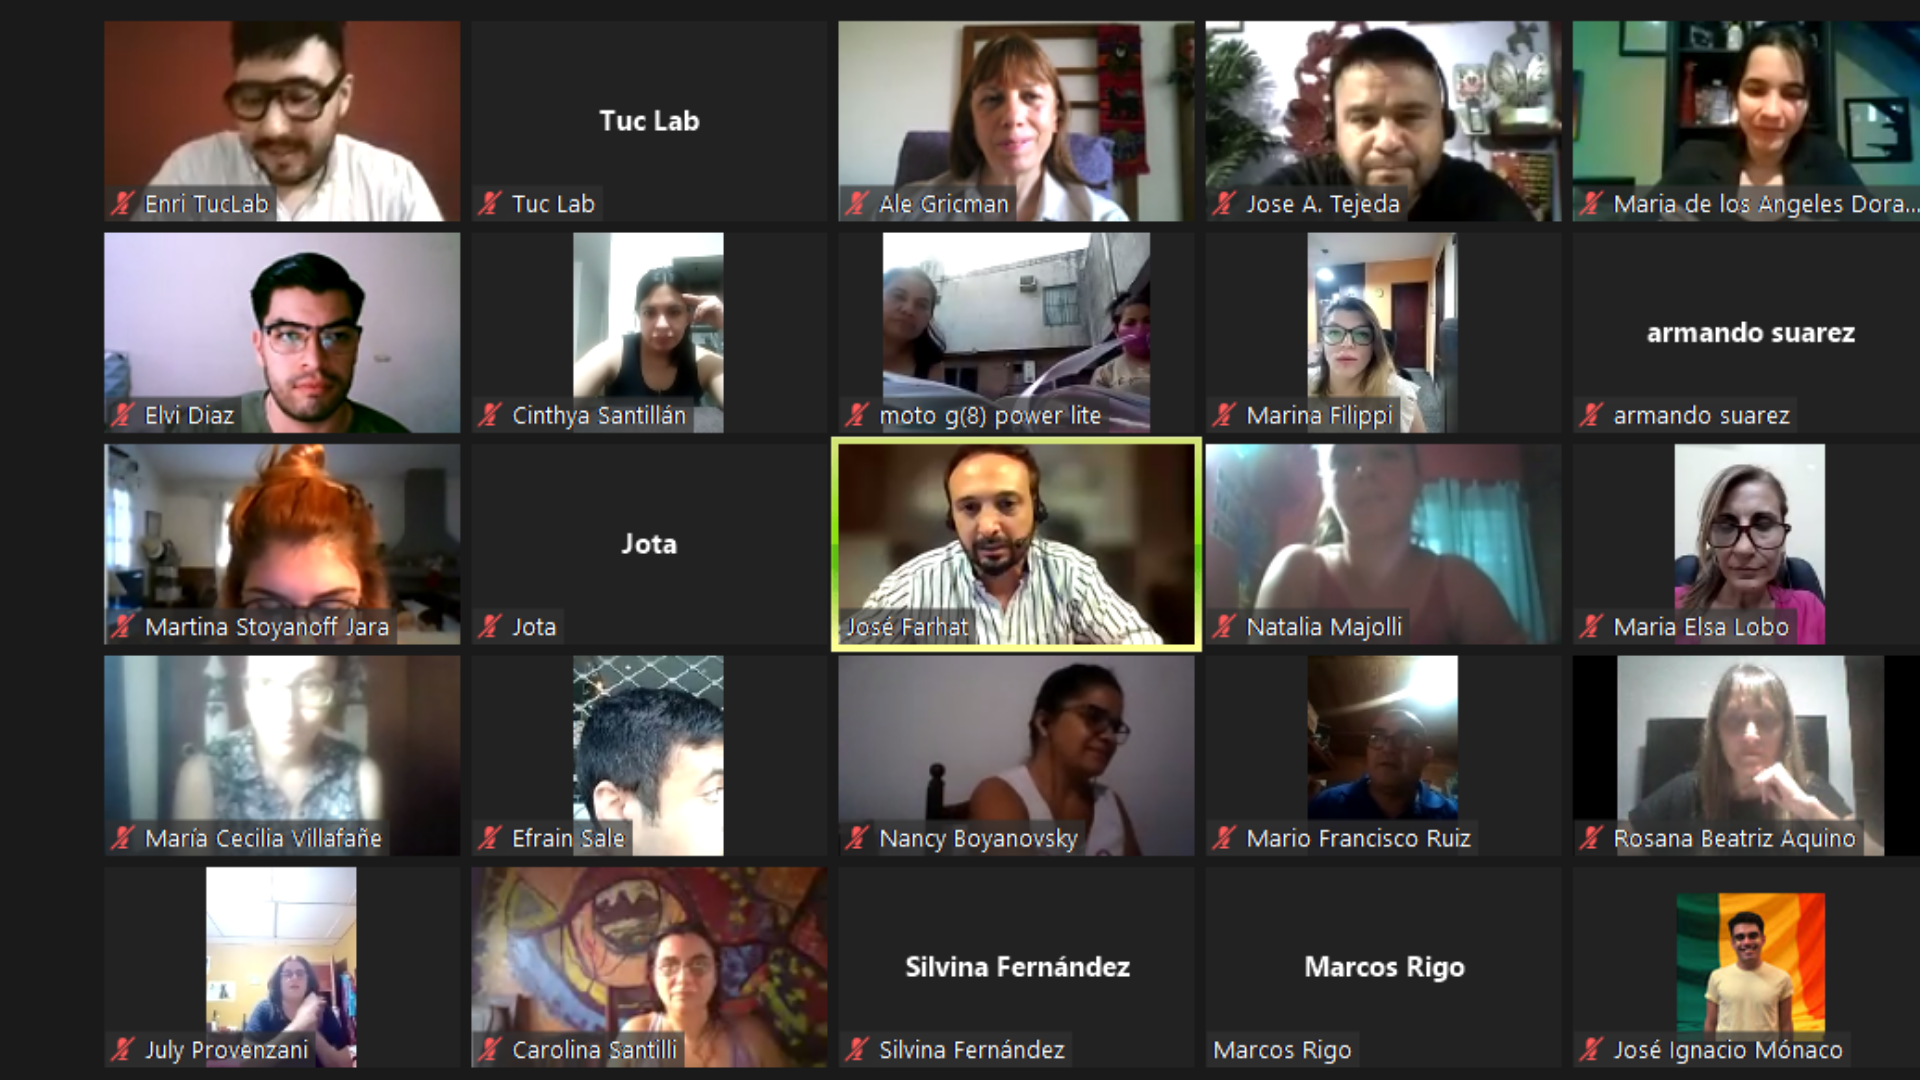 Enri TucLab
Tuc Lab
Tuc Lab
Ale Gricman
Jose A. Tejeda
Maria de los Angeles Dora...
Elvi Diaz
Cinthya Santillán
moto g(8) power lite
Marina Filippi
armando suarez
armando suarez
Martina Stoyanoff Jara
Jota
Jota
José Farhat
Natalia Majolli
Maria Elsa Lobo
María Cecilia Villafañe
Efrain Sale
Nancy Boyanovsky
Mario Francisco Ruiz
Rosana Beatriz Aquino
July Provenzani
Carolina Santilli
Silvina Fernández
Silvina Fernández
Marcos Rigo
Marcos Rigo
José Ignacio Mónaco